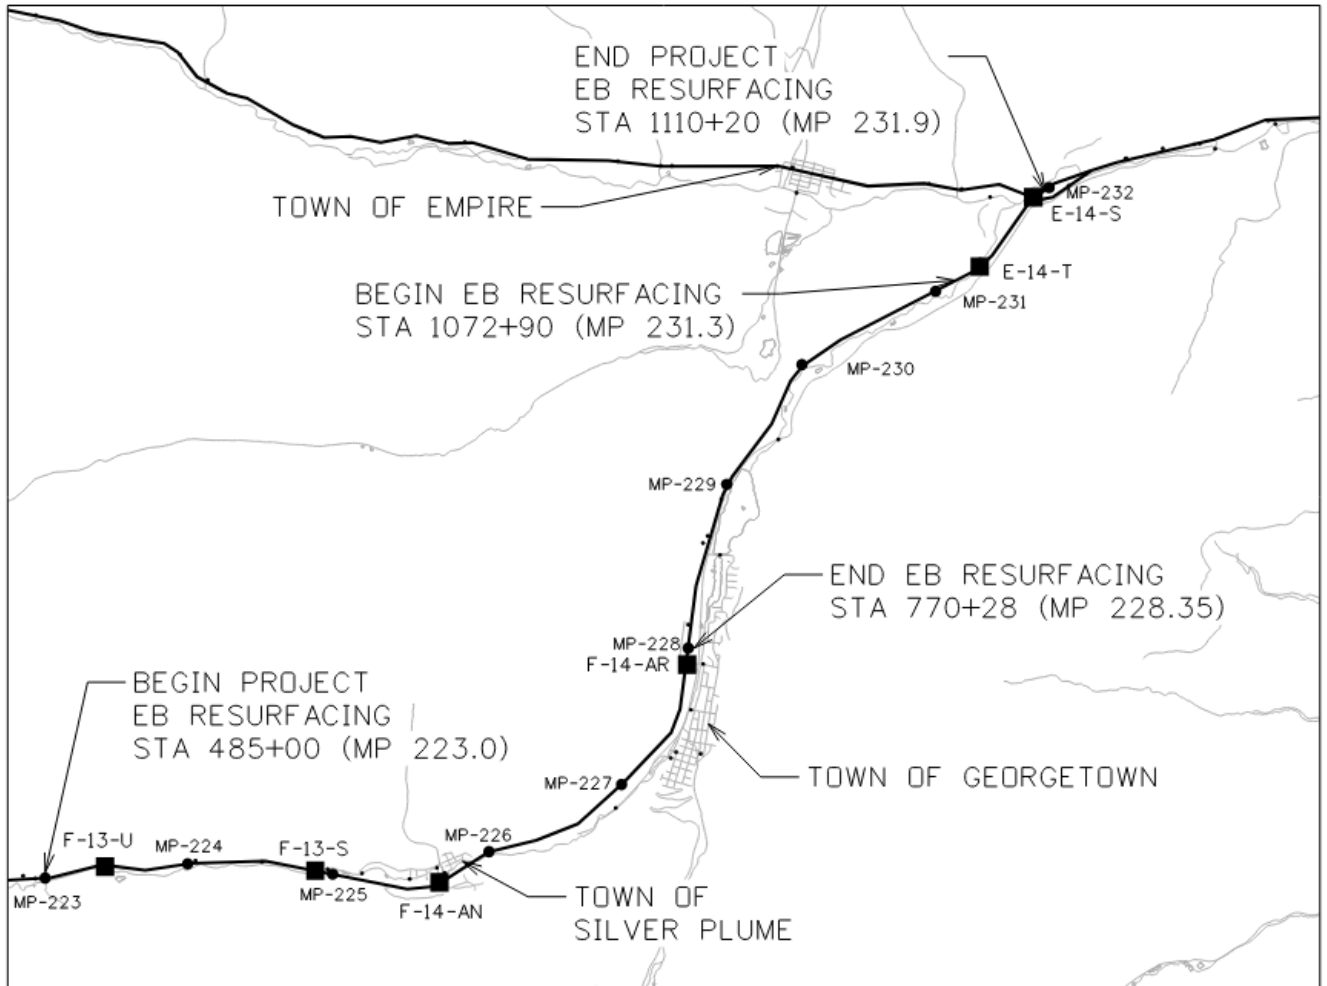 END PROJECT
EB RESURFACING
STA 1110+20 (MP 231.9)
MP-232
E-14-S
TOWN OF EMPIRE
E-14-T
BEGIN EB RESURFACING
STA 1072+90 (MP 231.3)
MP-231
MP-230
MP-229
END EB RESURFACING
STA 770+28 (MP 228.35)
MP-228
F-14-AR
BEGIN PROJECT
EB RESURFACING
STA 485+00 (MP 223.0)
TOWN OF GEORGETOWN
MP-227
MP-226
F-13-U
MP-224
F-13-S
MP-225
MP-223
F-14-AN
TOWN OF
SILVER PLUME